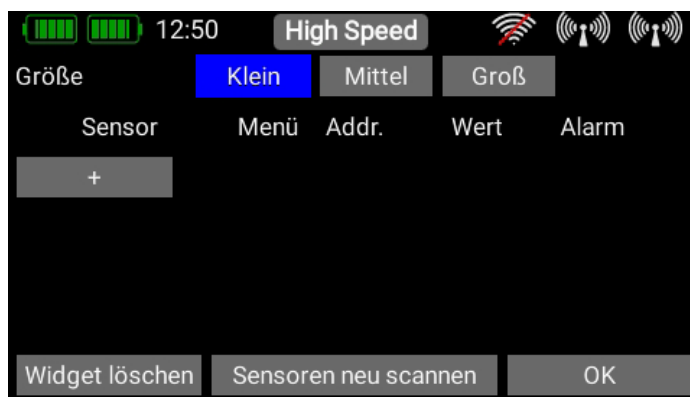 12:50 High Speed
Größe Klein Mittel Groß
Sensor Menü Addr. Wert Alarm
+
Widget löschen Sensoren neu scannen OK